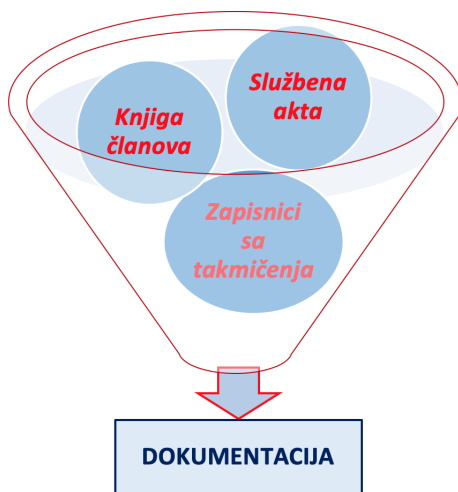 Službena
akta
Knjiga
članova
Zapisnici
sa
takmičenja
DOKUMENTACIJA